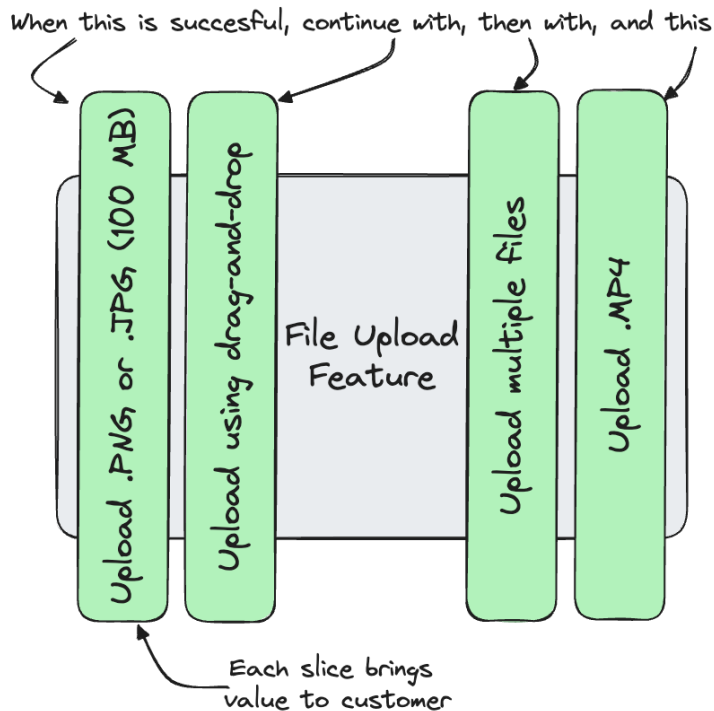 When this is succesful, continue with, then with, and this
Upload .PNG, or .JPG, (100 MB)
Upload using drag-and-drop
File Upload
Feature
Upload multiple files
Upload .MP4
Each slice brings
value to customer